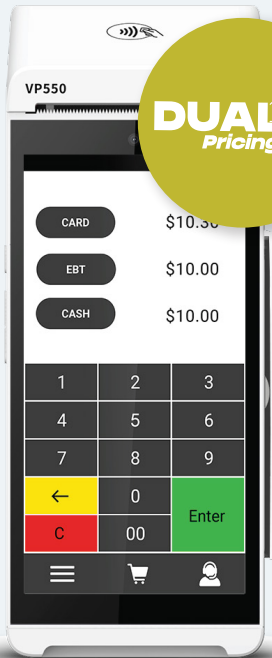 VP550
DUAL
Pricing
CARD $10.30
EBT $10.00
CASH $10.00
1 2 3
4 5 6
7 8 9
← 0
Enter
C 00